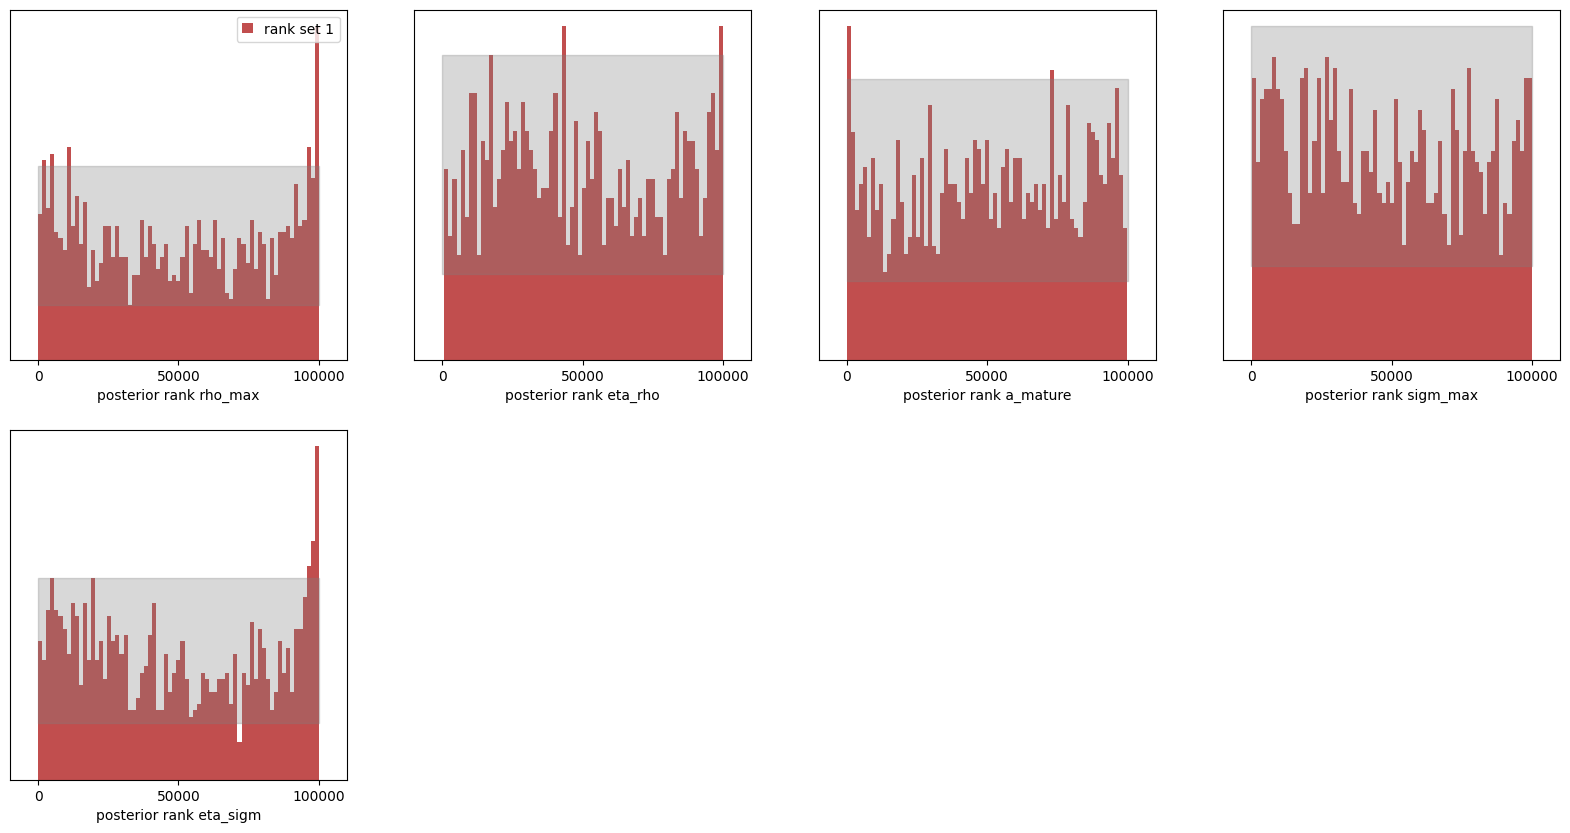 rank set 1
0 50000 100000
posterior rank rho_max
0 50000 100000
posterior rank eta_rho
0 50000 100000
posterior rank a_mature
0 50000 100000
posterior rank sigm_max
0 50000 100000
posterior rank eta_sigm